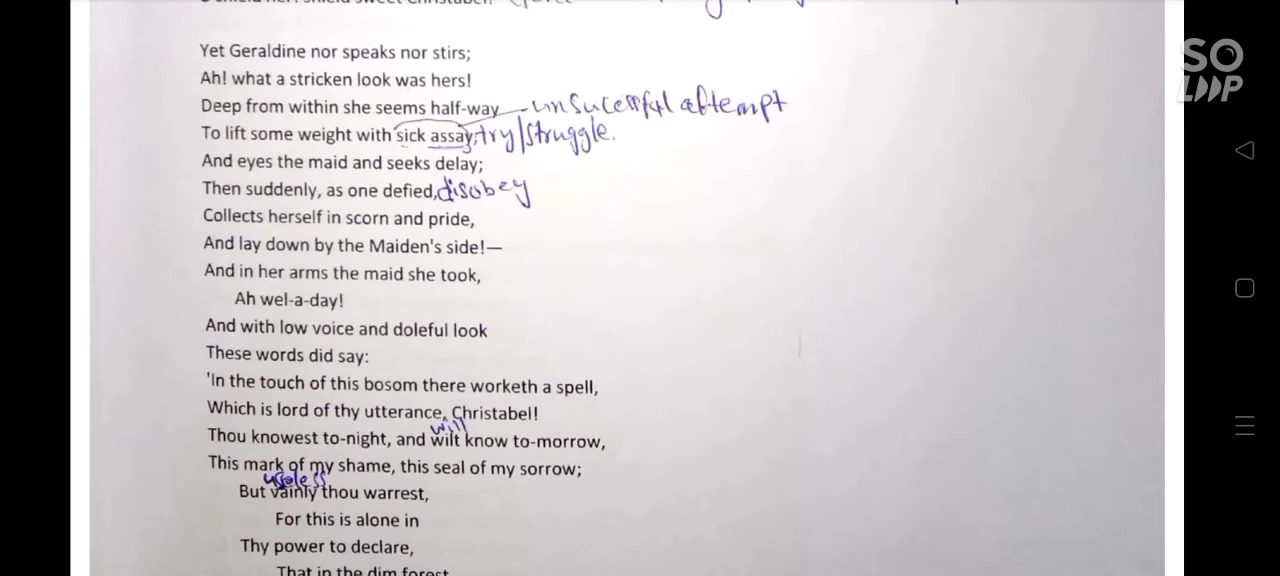 Yet Geraldine nor speaks nor stirs;
Ah! what a stricken look was hers!
Deep from within she seems half-way unsucessful attempt
To lift some weight with sick assay; try/struggle.
And eyes the maid and seeks delay;
Then suddenly, as one defied, disobey
Collects herself in scorn and pride,
And lay down by the Maiden's side!—
And in her arms the maid she took,
Ah wel-a-day!
And with low voice and doleful look
These words did say:
'In the touch of this bosom there worketh a spell,
Which is lord of thy utterance, Christabel!
will
Thou knowest to-night, and wilt know to-morrow,
This mark of my shame, this seal of my sorrow;
useless
But vainly thou warrest,
For this is alone in
Thy power to declare,
That in the dim forest
SO
LOOP